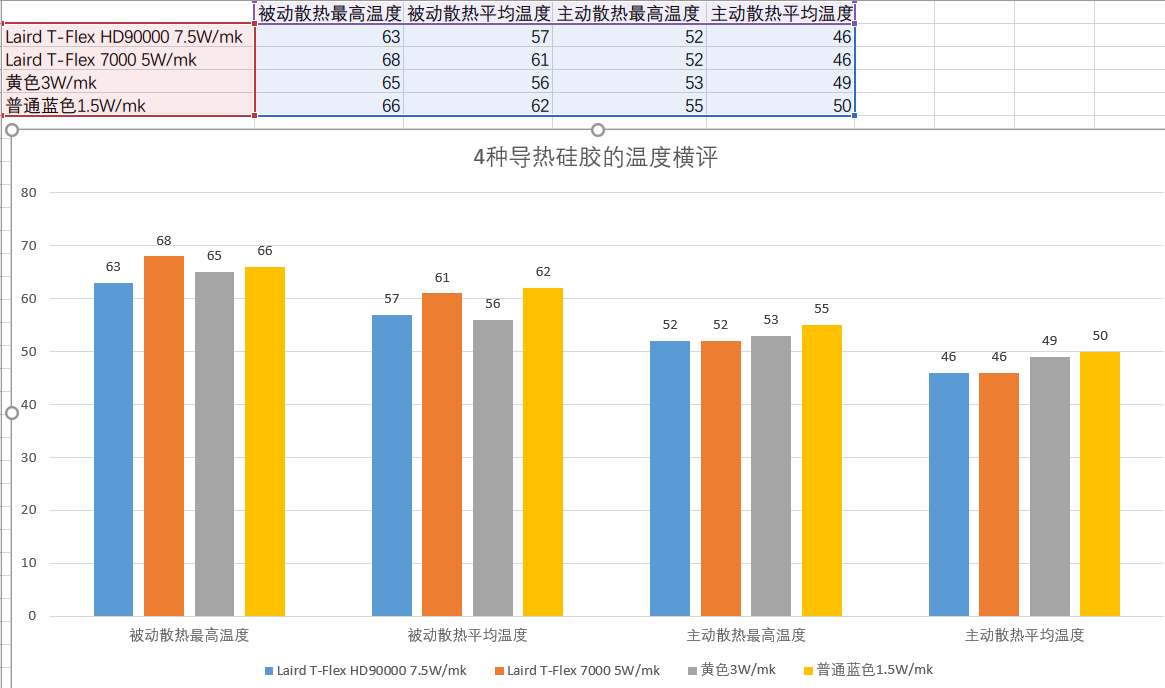 被动散热最高温度 被动散热平均温度 主动散热最高温度 主动散热平均温度
Laird T-Flex HD90000 7.5W/mk 63 57 52 46
Laird T-Flex 7000 5W/mk 68 61 52 46
黄色3W/mk 65 56 53 49
普通蓝色1.5W/mk 66 62 55 50
4种导热硅胶的温度横评
80
70
60
50
40
30
20
10
0
63 68 65 66 57 61 56 62 52 52 53 55 46 46 49 50
被动散热最高温度 被动散热平均温度 主动散热最高温度 主动散热平均温度
Laird T-Flex HD90000 7.5W/mk Laird T-Flex 7000 5W/mk 黄色3W/mk 普通蓝色1.5W/mk